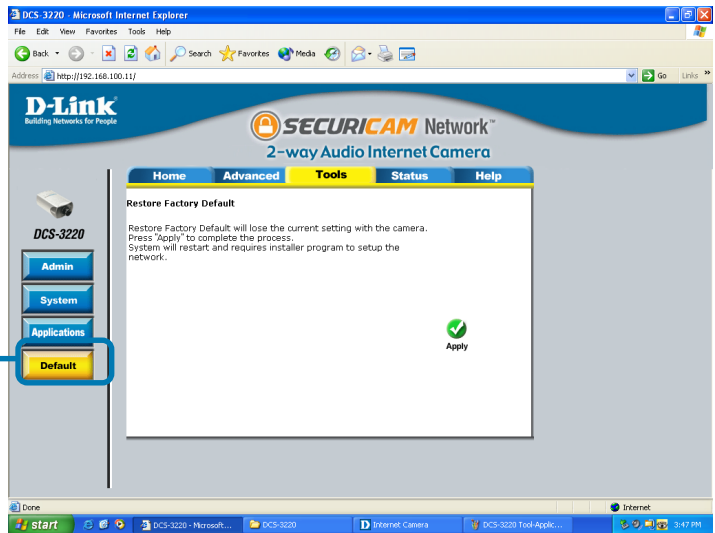 DCS-3220 - Microsoft Internet Explorer
File Edit View Favorites Tools Help
Back Search Favorites Media
Address http://192.168.100.11/ Go Links »
D-Link®
Building Networks for People
SECURICAM Network™
2-way Audio Internet Camera
Home Advanced Tools Status Help
DCS-3220
Admin
System
Applications
Default
Restore Factory Default
Restore Factory Default will lose the current setting with the camera.
Press "Apply" to complete the process.
System will restart and requires installer program to setup the
network.
Apply
Done Internet
start DCS-3220 - Microsoft... DCS-3220 Internet Camera DCS-3220 Tool-Applic... 3:47 PM